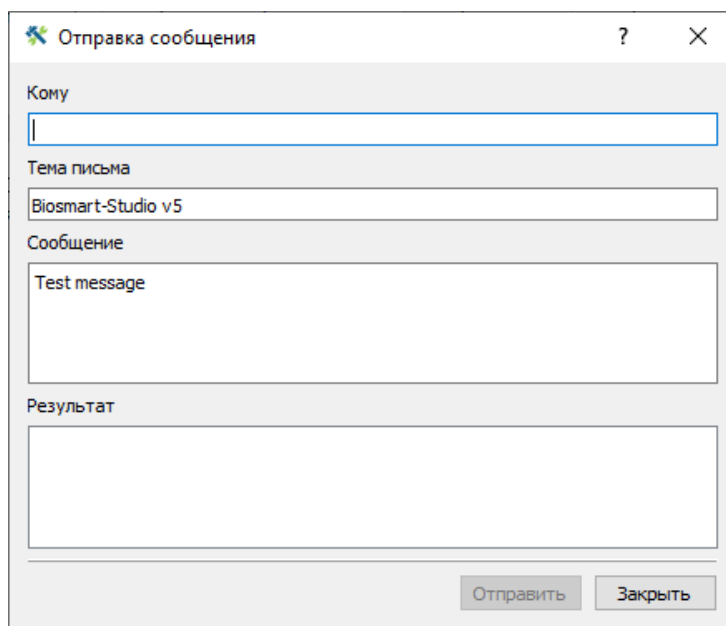 Отправка сообщения ?
Кому
Тема письма
Biosmart-Studio v5
Сообщение
Test message
Результат
Отправить Закрыть